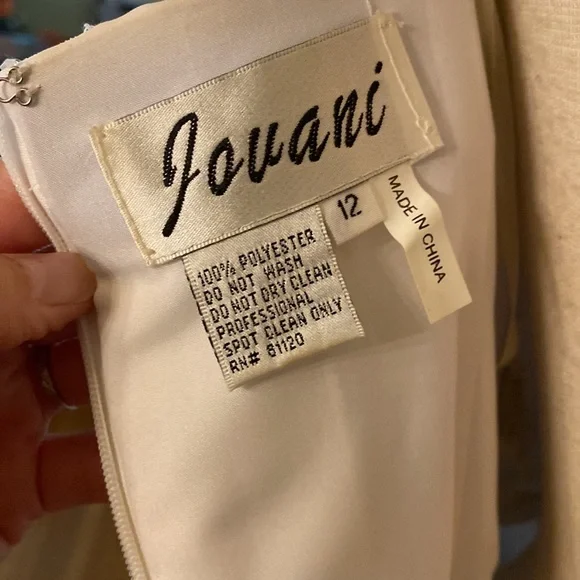 Jovani
12
MADE IN CHINA
100% POLYESTER
DO NOT WASH
DO NOT DRY CLEAN
PROFESSIONAL
SPOT CLEAN ONLY
RN# 81120